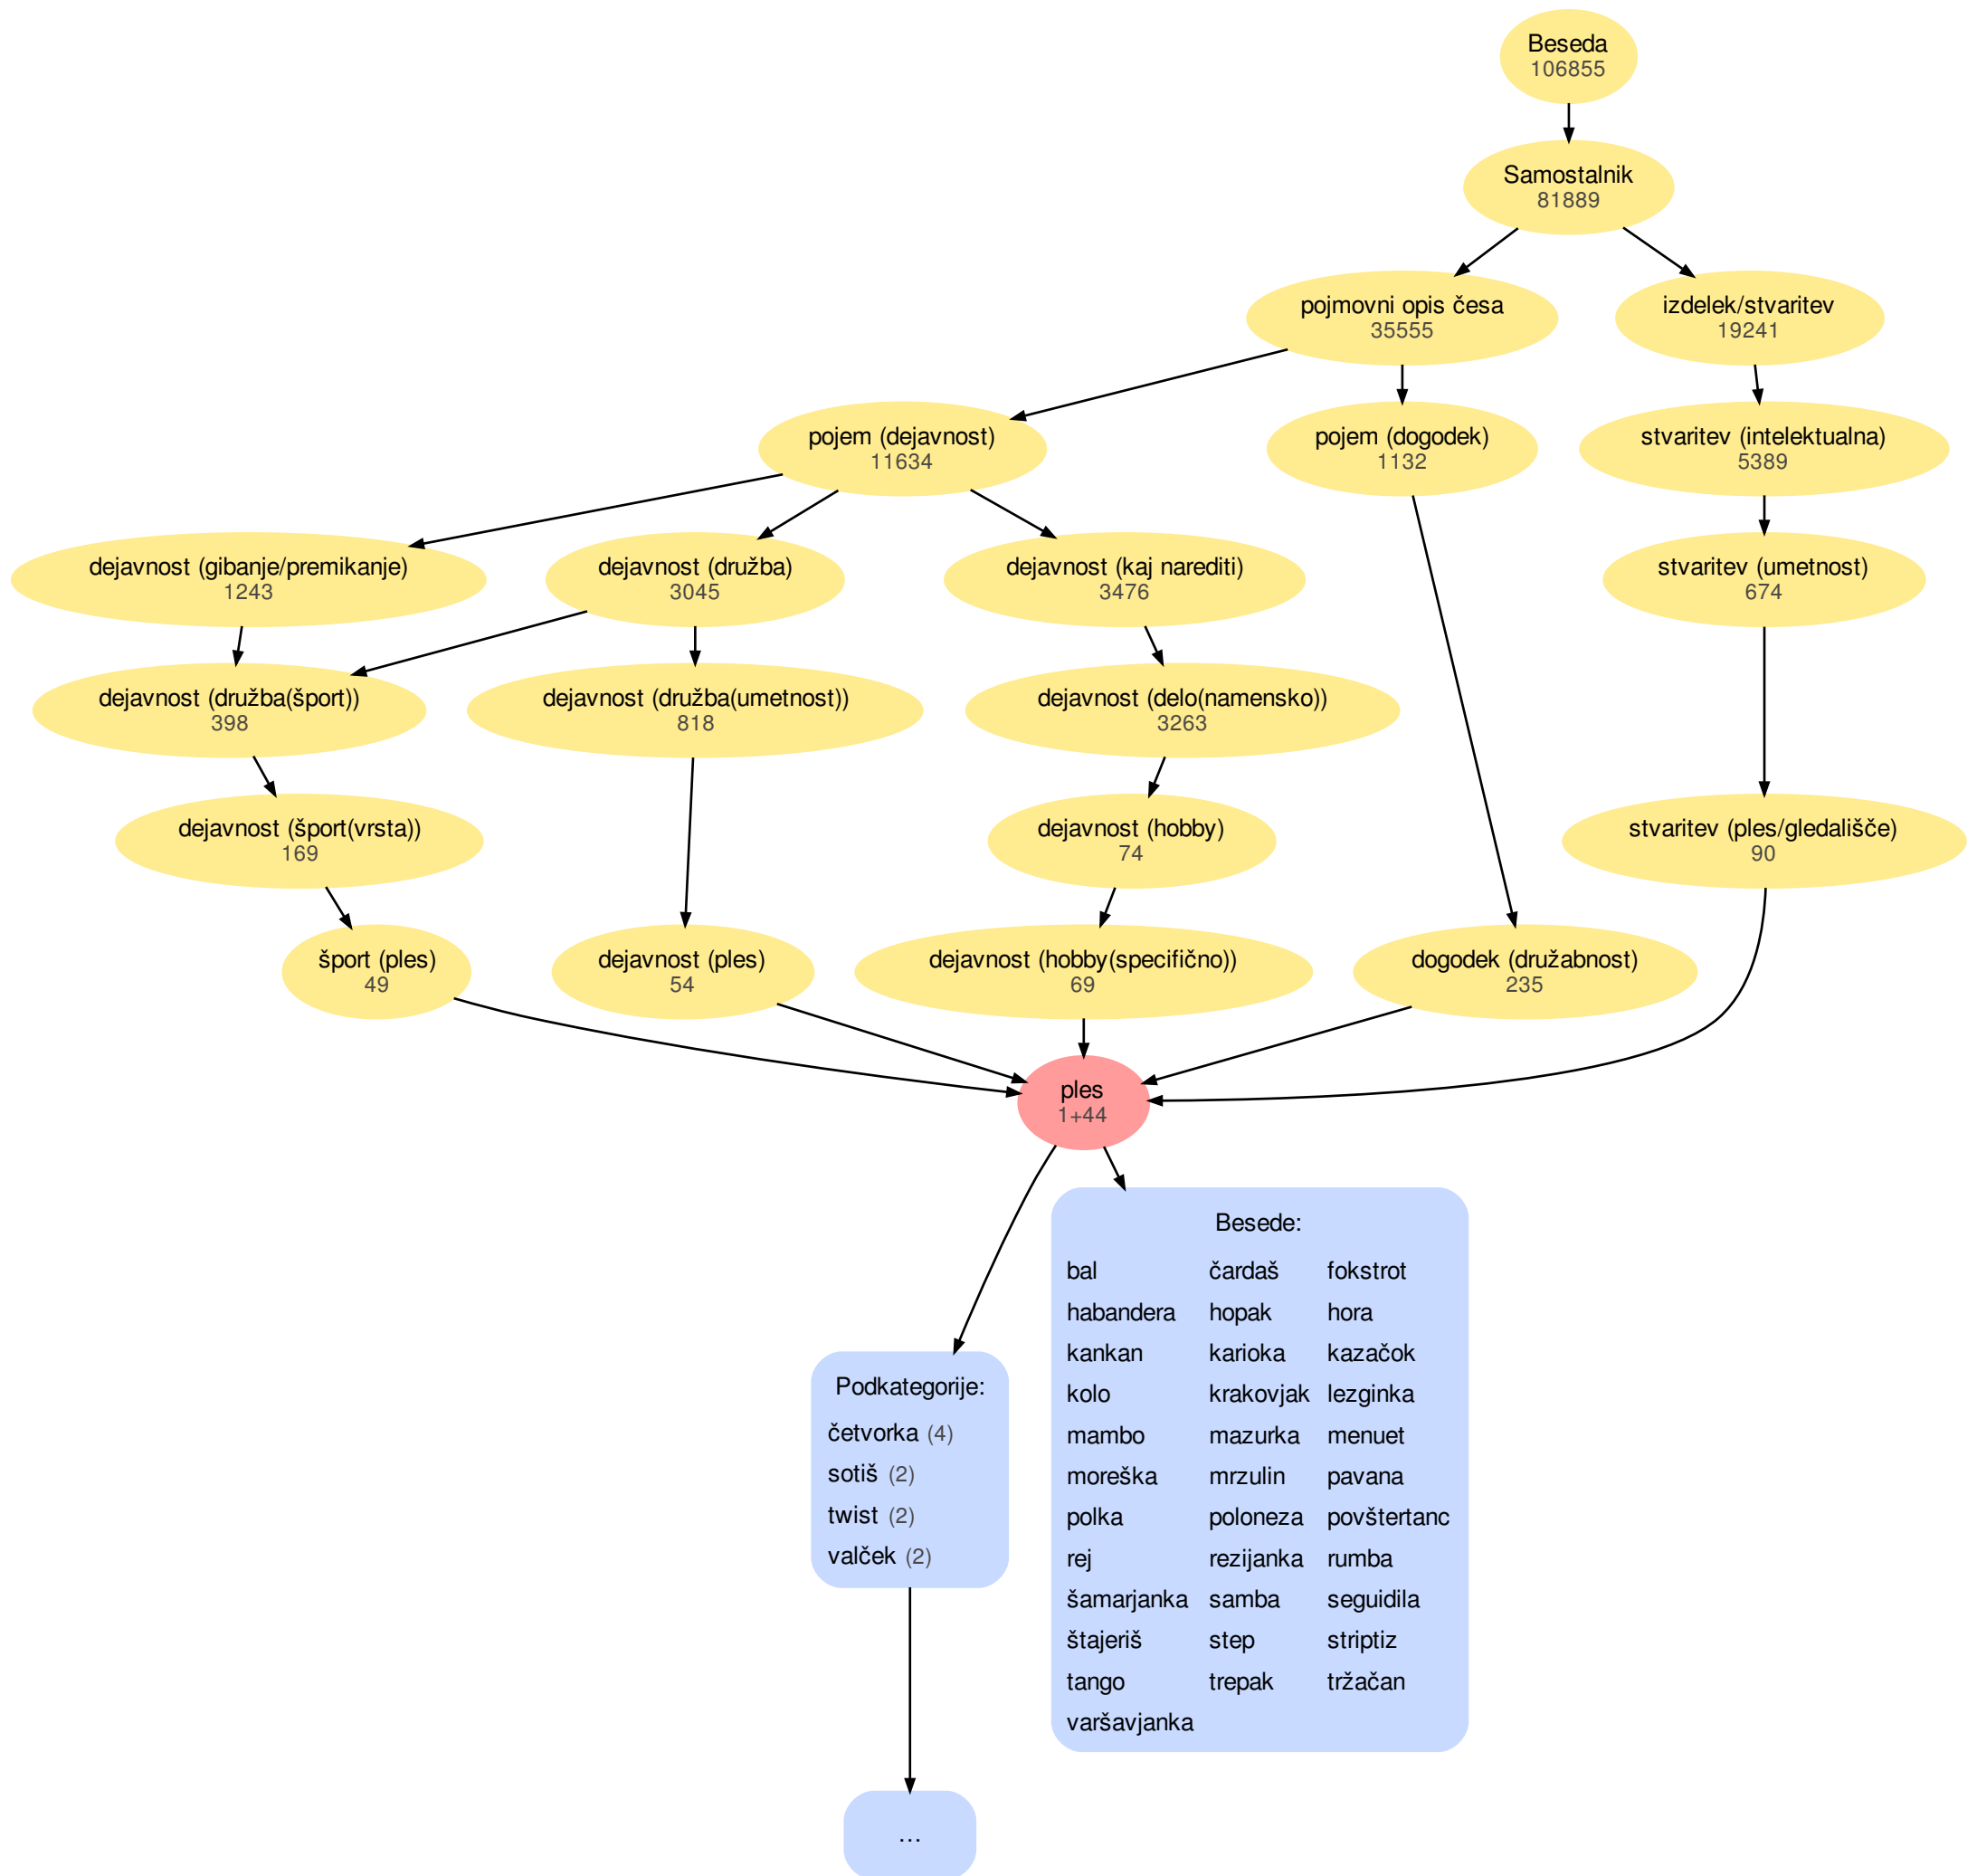 Beseda
106855
Samostalnik
81889
pojmovni opis česa
35555
izdelek/stvaritev
19241
pojem (dejavnost)
11634
pojem (dogodek)
1132
stvaritev (intelektualna)
5389
dejavnost (gibanje/premikanje)
1243
dejavnost (družba)
3045
dejavnost (kaj narediti)
3476
stvaritev (umetnost)
674
dejavnost (družba(šport))
398
dejavnost (družba(umetnost))
818
dejavnost (delo(namensko))
3263
dejavnost (šport(vrsta))
169
dejavnost (hobby)
74
stvaritev (ples/gledališče)
90
šport (ples)
49
dejavnost (ples)
54
dejavnost (hobby(specifično))
69
dogodek (družabnost)
235
ples
1+44
Besede:
bal čardaš fokstrot
habandera hopak hora
kankan karioka kazačok
kolo krakovjak lezginka
mambo mazurka menuet
moreška mrzulin pavana
polka poloneza povštertanc
rej rezijanka rumba
šamarjanka samba seguidila
štajeriš step striptiz
tango trepak tržačan
varšavjanka
Podkategorije:
četvorka (4)
sotiš (2)
twist (2)
valček (2)
...